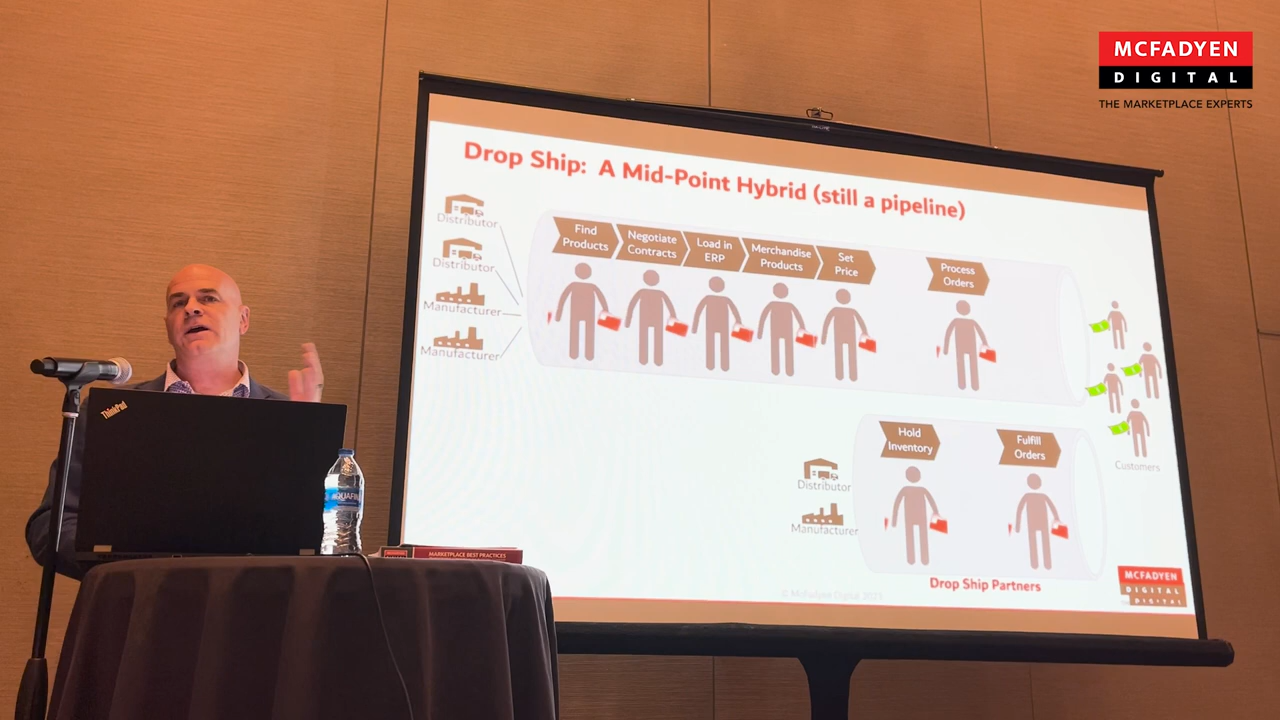 MCFADYEN
DIGITAL
THE MARKETPLACE EXPERTS
Drop Ship: A Mid-Point Hybrid (still a pipeline)
Distributor
Distributor
Manufacturer
Manufacturer
Find
Products
Negotiate
Contracts
Load in
ERP
Merchandise
Products
Set
Price
Process
Orders
Customers
Hold
Inventory
Fulfill
Orders
Distributor
Manufacturer
Drop Ship Partners
MCFADYEN
DIGITAL
ThinkPad
MARKETPLACE BEST PRACTICES